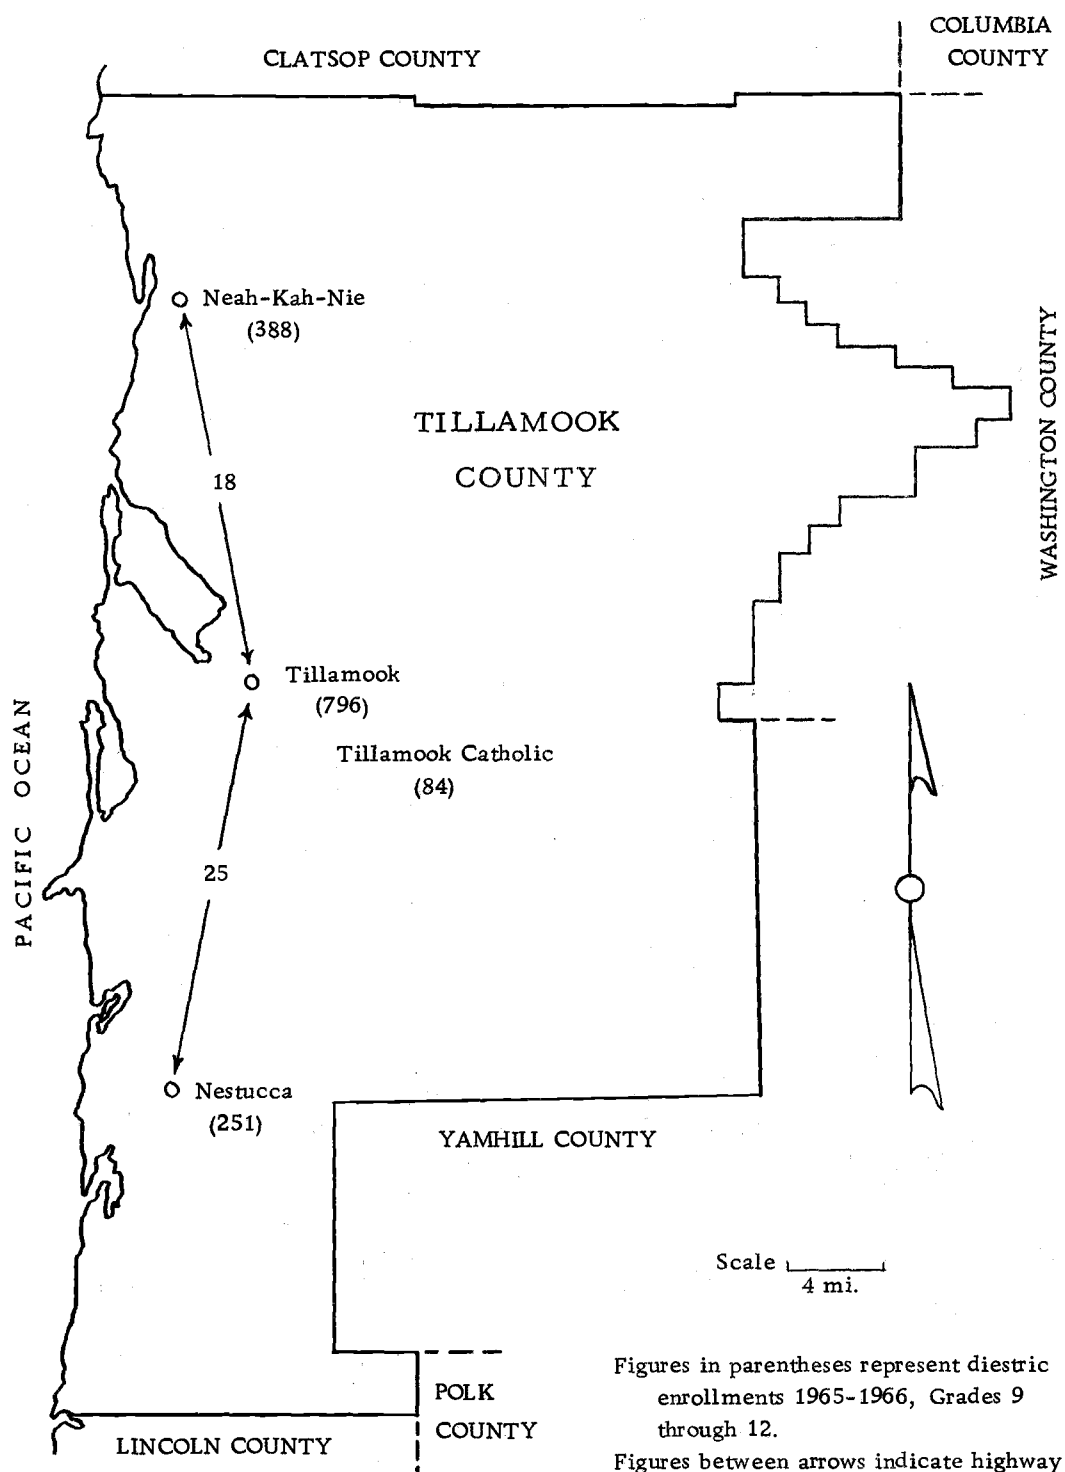 COLUMBIA
COUNTY
CLATSOP COUNTY
Neah-Kah-Nie
(388)
WASHINGTON COUNTY
TILLAMOOK
COUNTY
18
Tillamook
(796)
PACIFIC OCEAN
Tillamook Catholic
(84)
25
Nestucca
(251)
YAMHILL COUNTY
Scale
4 mi.
Figures in parentheses represent diestric
enrollments 1965-1966, Grades 9
through 12.
POLK
COUNTY
LINCOLN COUNTY
Figures between arrows indicate highway